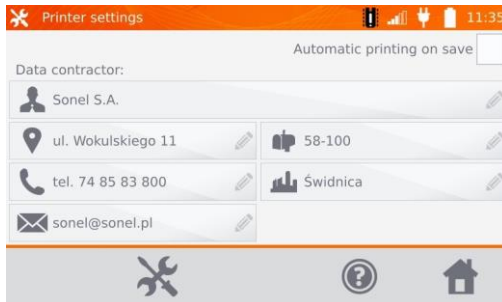 Printer settings
11:35
Automatic printing on save
Data contractor:
Sonel S.A.
ul. Wokulskiego 11
58-100
tel. 74 85 83 800
Świdnica
sonel@sonel.pl